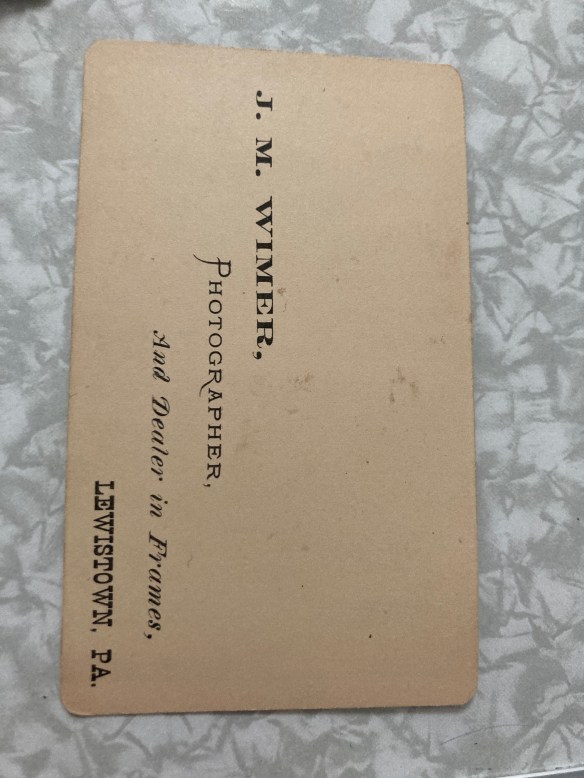 J. M. WIMER,
PHOTOGRAPHER,
And Dealer in Frames,
LEWISTOWN, PA.